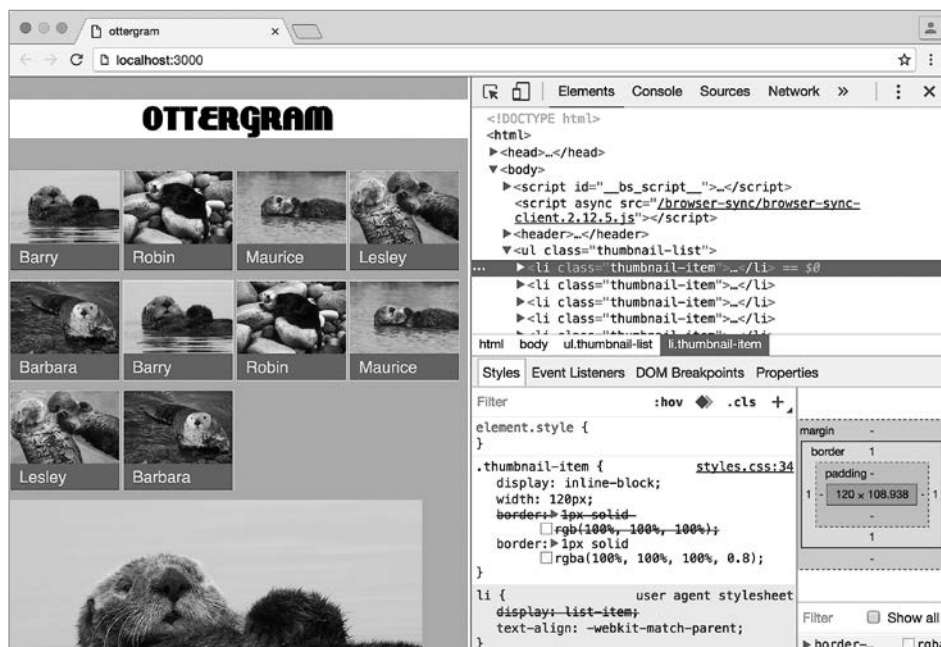 ottergram
localhost:3000
OTTERGRAM
Barry Robin Maurice Lesley
Barbara Barry Robin Maurice
Lesley Barbara
Elements Console Sources Network »
<!DOCTYPE html>
<html>
▶<head>…</head>
▼<body>
▶<script id="__bs_script__">…</script>
<script async src="/browser-sync/browser-sync-
client.2.12.5.js"></script>
▶<header>…</header>
▼<ul class="thumbnail-list">
… ▶<li class="thumbnail-item">…</li> == $0
▶<li class="thumbnail-item">…</li>
▶<li class="thumbnail-item">…</li>
▶<li class="thumbnail-item">…</li>
▶<li class="thumbnail-item">…</li>
html body ul.thumbnail-list li.thumbnail-item
Styles Event Listeners DOM Breakpoints Properties
Filter :hov .cls +
element.style {
}
.thumbnail-item { styles.css:34
display: inline-block;
width: 120px;
border:▶1px solid
rgb(100%, 100%, 100%);
border:▶1px solid
rgba(100%, 100%, 100%, 0.8);
}
li { user agent stylesheet
display: list-item;
text-align: -webkit-match-parent;
}
margin -
border 1
padding -
1 - 120 × 108.938 - 1
-
1
-
Filter Show all
▶border-… rgba